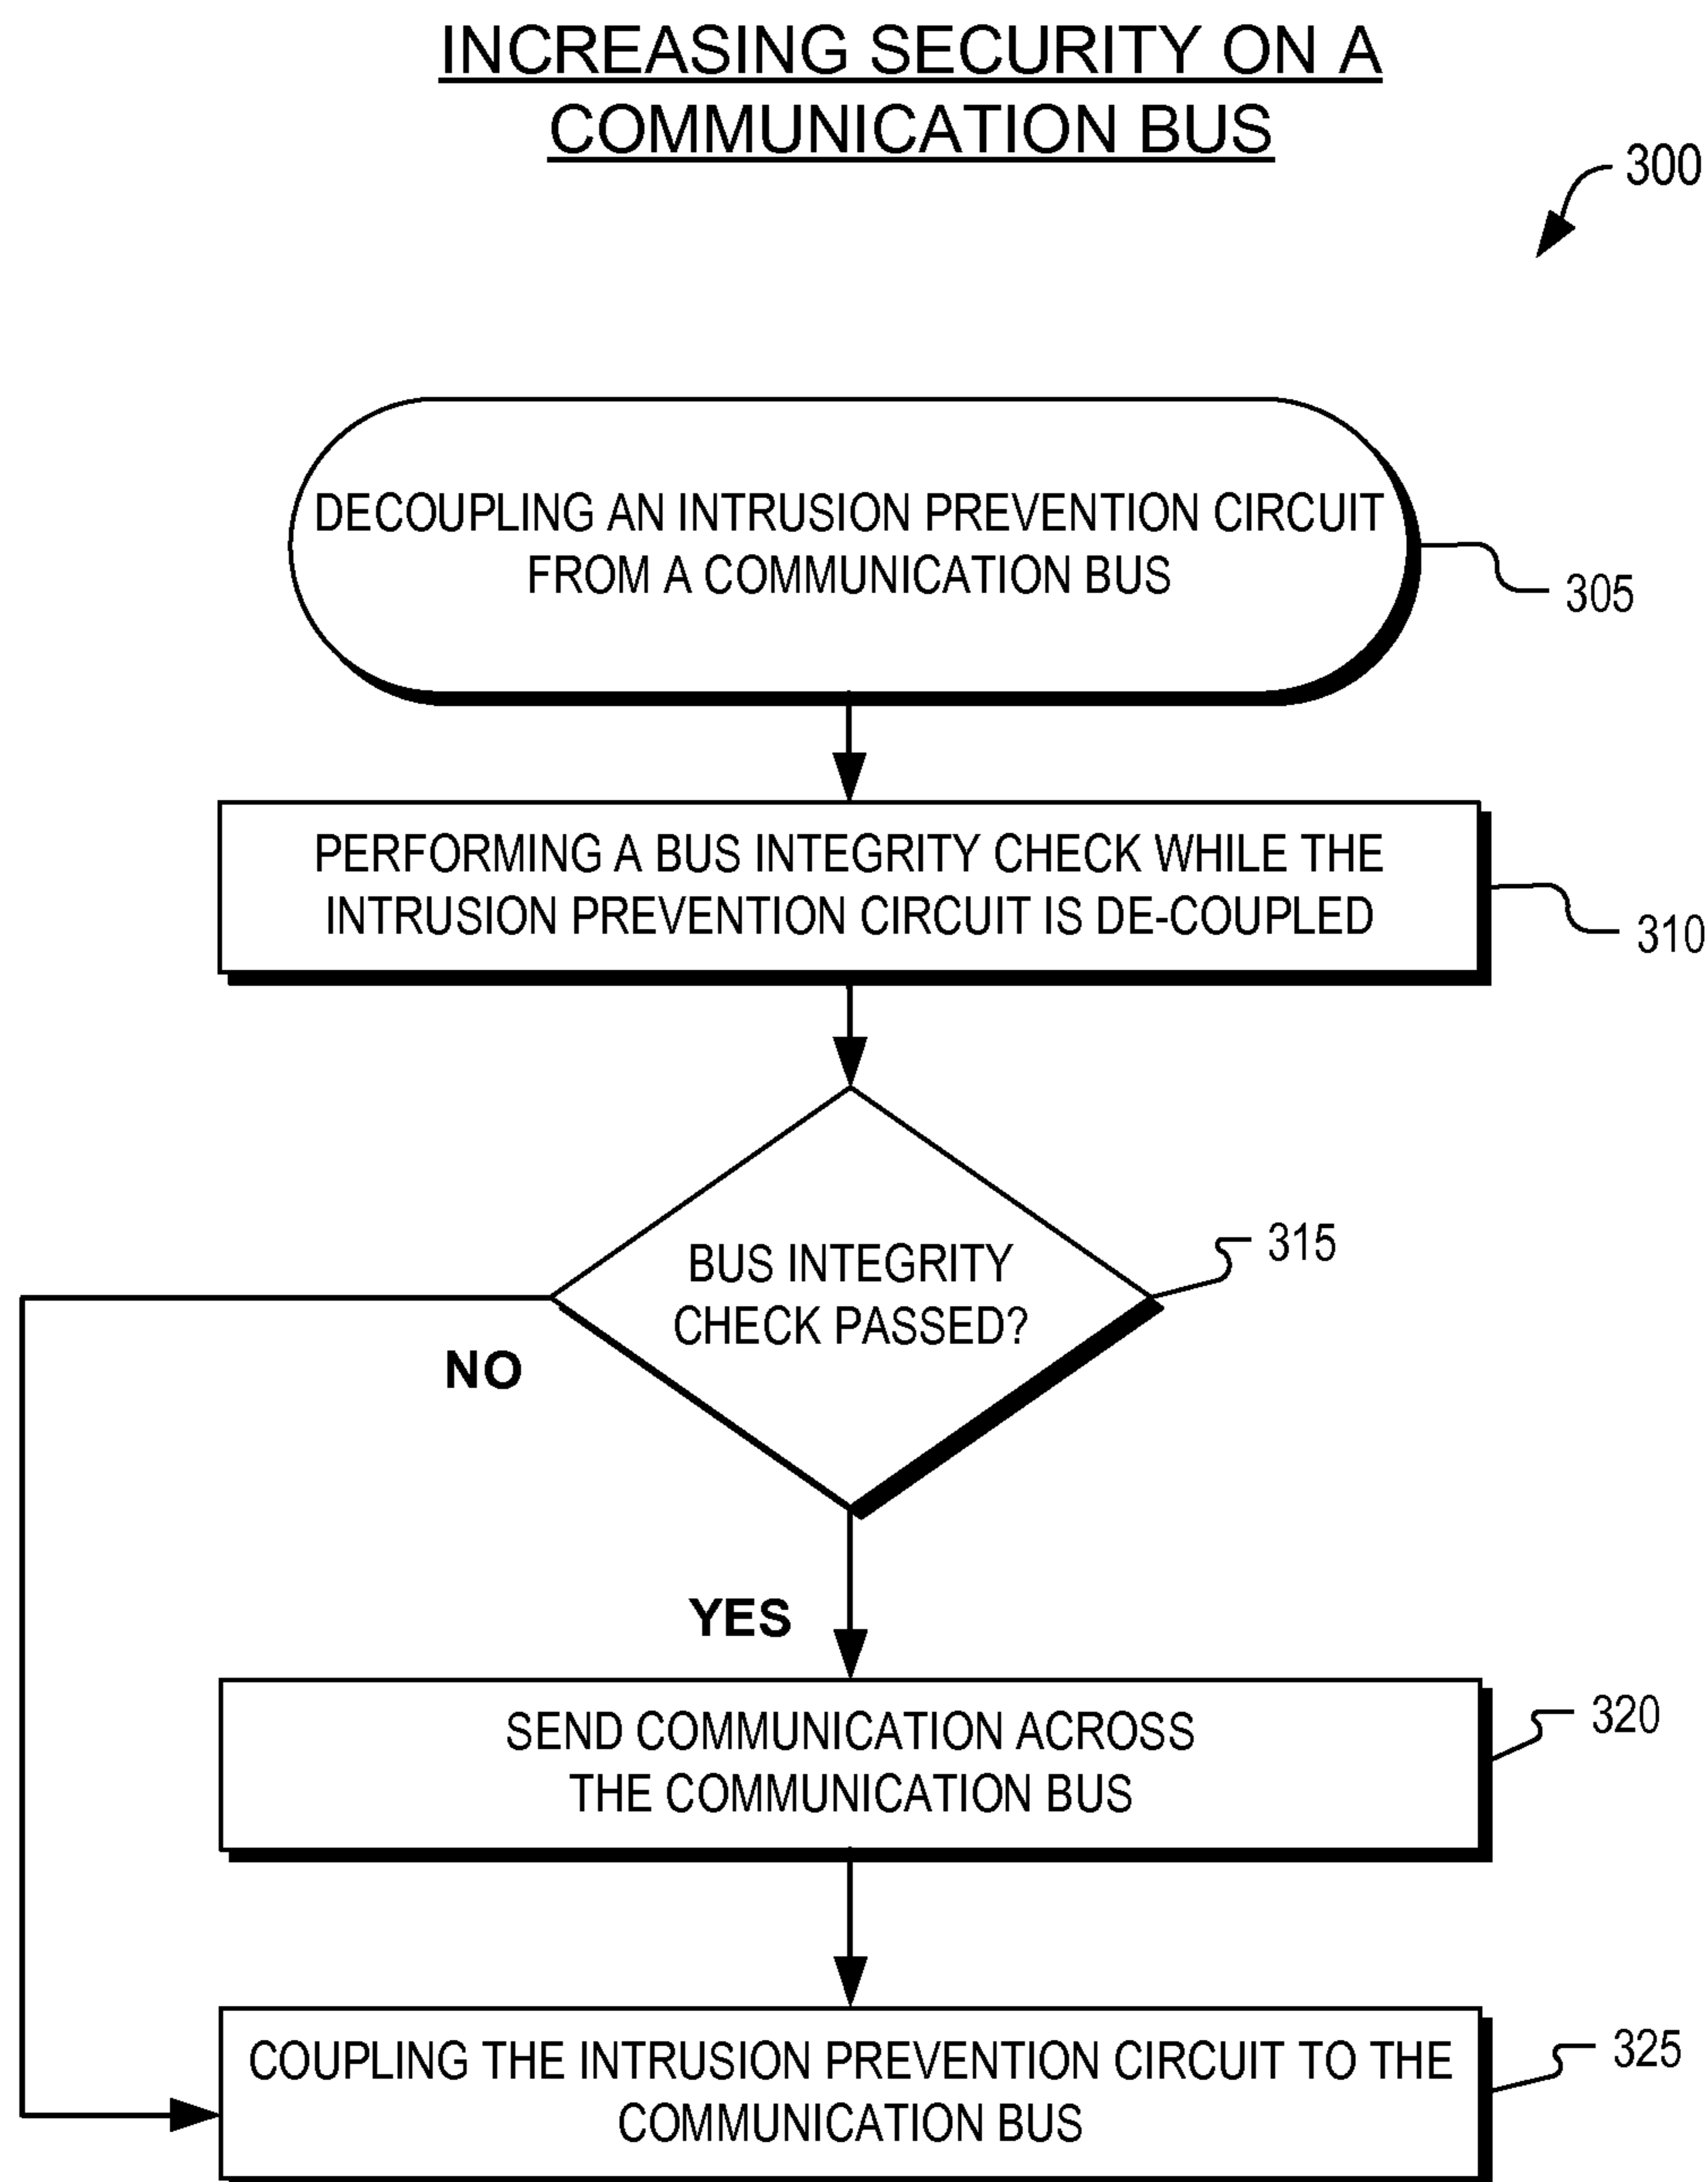 INCREASING SECURITY ON A
COMMUNICATION BUS
300
DECOUPLING AN INTRUSION PREVENTION CIRCUIT
FROM A COMMUNICATION BUS
305
PERFORMING A BUS INTEGRITY CHECK WHILE THE
INTRUSION PREVENTION CIRCUIT IS DE-COUPLED
310
BUS INTEGRITY
CHECK PASSED?
315
NO
YES
SEND COMMUNICATION ACROSS
THE COMMUNICATION BUS
320
COUPLING THE INTRUSION PREVENTION CIRCUIT TO THE
COMMUNICATION BUS
325